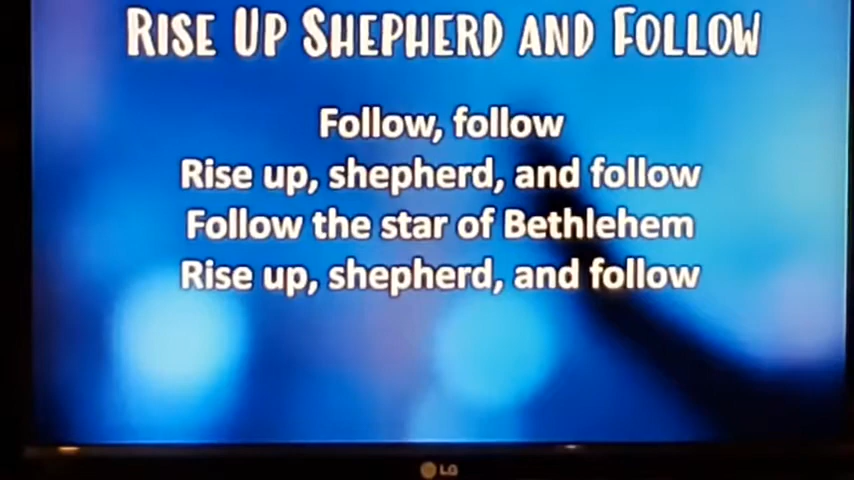 RISE UP SHEPHERD AND FOLLOW
Follow, follow
Rise up, shepherd, and follow
Follow the star of Bethlehem
Rise up, shepherd, and follow
LG